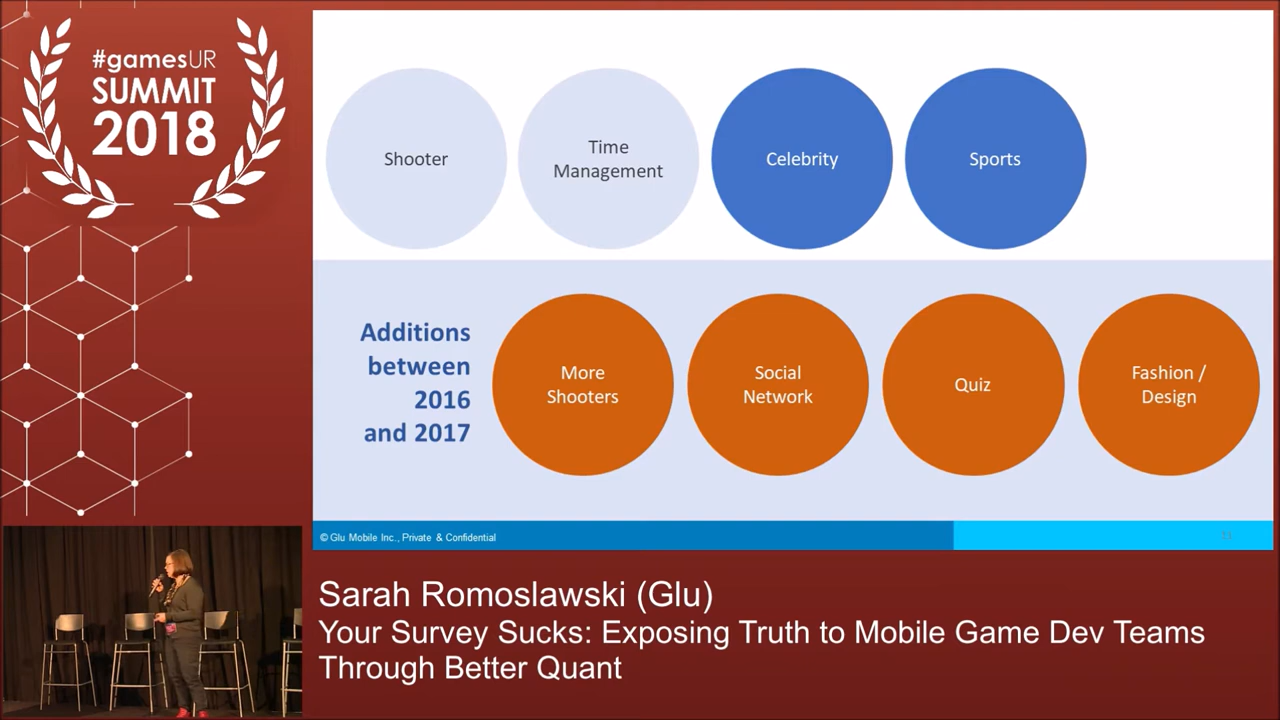 #gamesUR
SUMMIT
2018
Shooter
Time
Management
Celebrity
Sports
Additions
between
2016
and 2017
More
Shooters
Social
Network
Quiz
Fashion /
Design
© Glu Mobile Inc., Private & Confidential
Sarah Romoslawski (Glu)
Your Survey Sucks: Exposing Truth to Mobile Game Dev Teams
Through Better Quant